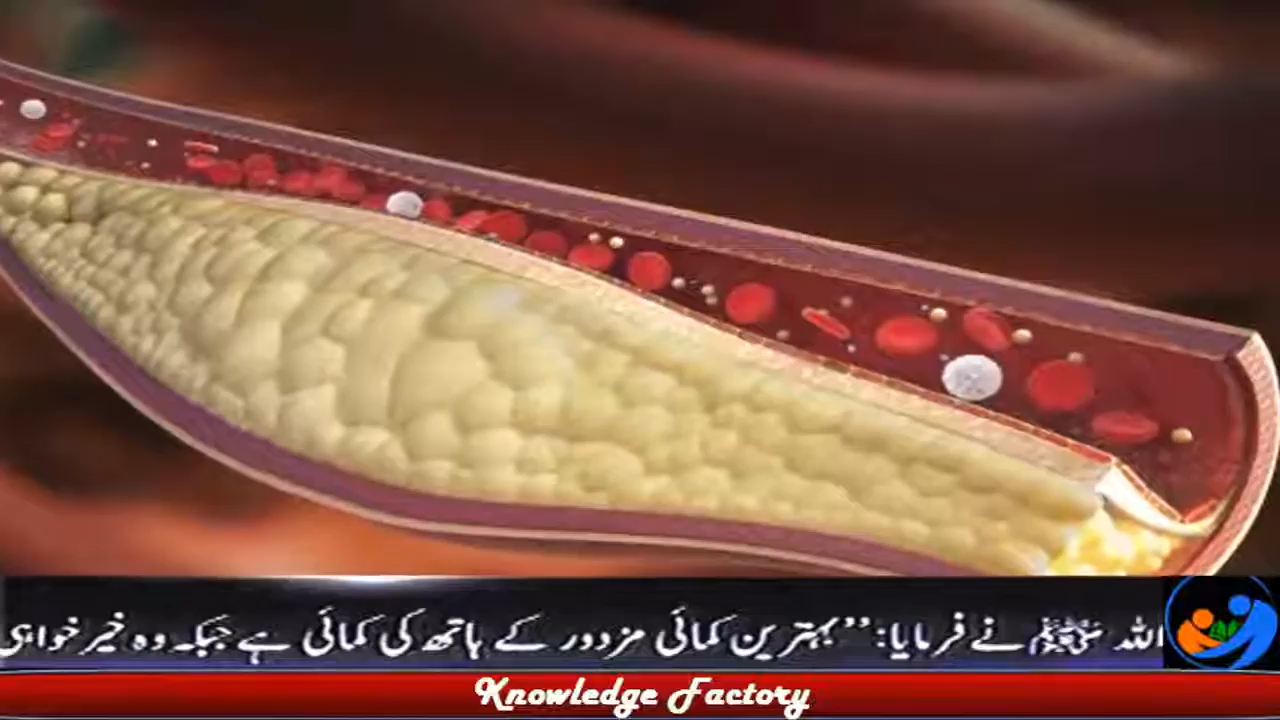 اللہ ﷺ نے فرمایا: ’’بہترین کمائی مزدور کے ہاتھ کی کمائی ہے جبکہ وہ خیر خواہی
Knowledge Factory